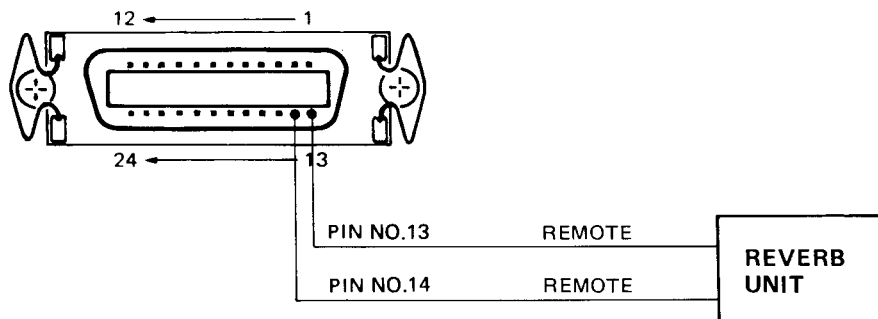 12 1
24 13
PIN NO.13 REMOTE
PIN NO.14 REMOTE
REVERB
UNIT